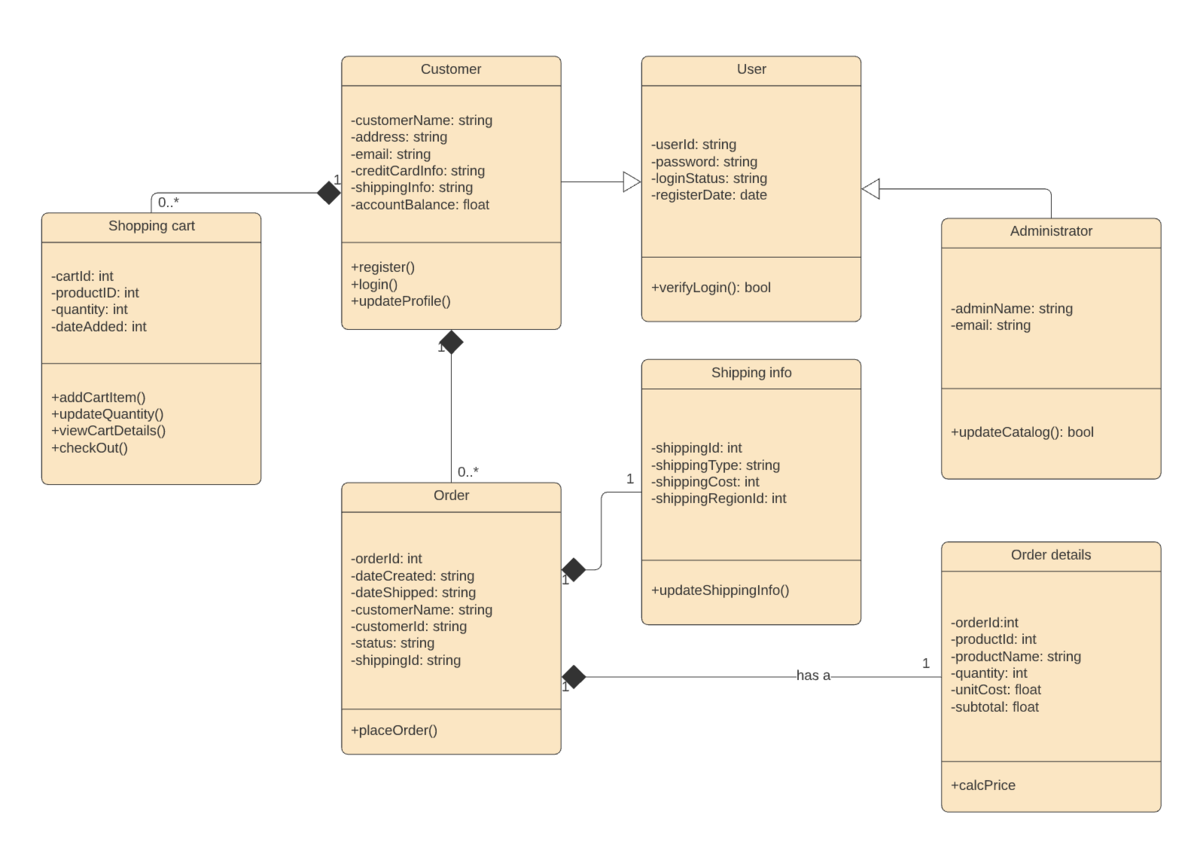 Customer
-customerName: string
-address: string
-email: string
-creditCardInfo: string
-shippingInfo: string
-accountBalance: float
+register()
+login()
+updateProfile()
User
-userId: string
-password: string
-loginStatus: string
-registerDate: date
+verifyLogin(): bool
1
0..*
Shopping cart
-cartId: int
-productID: int
-quantity: int
-dateAdded: int
+addCartItem()
+updateQuantity()
+viewCartDetails()
+checkOut()
Administrator
-adminName: string
-email: string
+updateCatalog(): bool
1
0..*
Shipping info
-shippingId: int
-shippingType: string
-shippingCost: int
-shippingRegionId: int
+updateShippingInfo()
1
1
Order
-orderId: int
-dateCreated: string
-dateShipped: string
-customerName: string
-customerId: string
-status: string
-shippingId: string
+placeOrder()
1
has a
1
Order details
-orderId:int
-productId: int
-productName: string
-quantity: int
-unitCost: float
-subtotal: float
+calcPrice